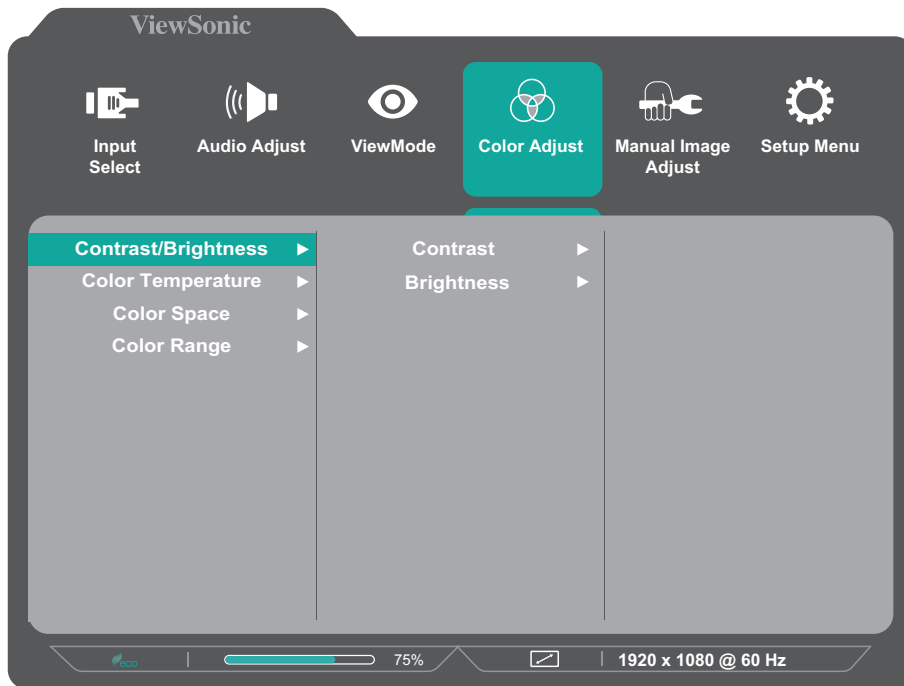 ViewSonic
Input Select
Audio Adjust
ViewMode
Color Adjust
Manual Image Adjust
Setup Menu
Contrast/Brightness
Color Temperature
Color Space
Color Range
Contrast
Brightness
eco
75%
1920 x 1080 @ 60 Hz